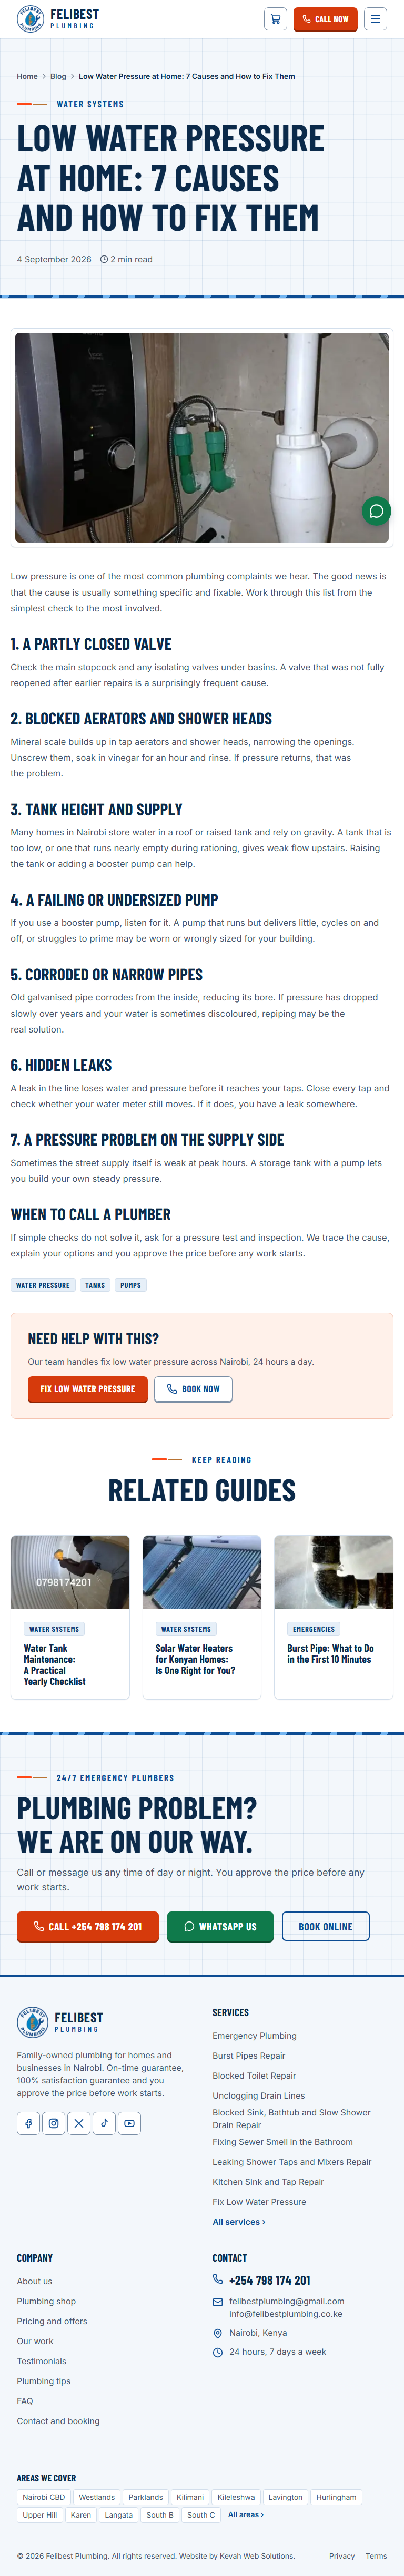 FELIBEST
PLUMBING
FELIBEST
PLUMBING
CALL NOW
Home > Blog > Low Water Pressure at Home: 7 Causes and How to Fix Them
WATER SYSTEMS
LOW WATER PRESSURE
AT HOME: 7 CAUSES
AND HOW TO FIX THEM
4 September 2026 2 min read
Low pressure is one of the most common plumbing complaints we hear. The good news is
that the cause is usually something specific and fixable. Work through this list from the
simplest check to the most involved.
1. A PARTLY CLOSED VALVE
Check the main stopcock and any isolating valves under basins. A valve that was not fully
reopened after earlier repairs is a surprisingly frequent cause.
2. BLOCKED AERATORS AND SHOWER HEADS
Mineral scale builds up in tap aerators and shower heads, narrowing the openings.
Unscrew them, soak in vinegar for an hour and rinse. If pressure returns, that was
the problem.
3. TANK HEIGHT AND SUPPLY
Many homes in Nairobi store water in a roof or raised tank and rely on gravity. A tank that is
too low, or one that runs nearly empty during rationing, gives weak flow upstairs. Raising
the tank or adding a booster pump can help.
4. A FAILING OR UNDERSIZED PUMP
If you use a booster pump, listen for it. A pump that runs but delivers little, cycles on and
off, or struggles to prime may be worn or wrongly sized for your building.
5. CORRODED OR NARROW PIPES
Old galvanised pipe corrodes from the inside, reducing its bore. If pressure has dropped
slowly over years and your water is sometimes discoloured, repiping may be the
real solution.
6. HIDDEN LEAKS
A leak in the line loses water and pressure before it reaches your taps. Close every tap and
check whether your water meter still moves. If it does, you have a leak somewhere.
7. A PRESSURE PROBLEM ON THE SUPPLY SIDE
Sometimes the street supply itself is weak at peak hours. A storage tank with a pump lets
you build your own steady pressure.
WHEN TO CALL A PLUMBER
If simple checks do not solve it, ask for a pressure test and inspection. We trace the cause,
explain your options and you approve the price before any work starts.
WATER PRESSURE TANKS PUMPS
NEED HELP WITH THIS?
Our team handles fix low water pressure across Nairobi, 24 hours a day.
FIX LOW WATER PRESSURE BOOK NOW
KEEP READING
RELATED GUIDES
0798174201
WATER SYSTEMS
Water Tank
Maintenance:
A Practical
Yearly Checklist
WATER SYSTEMS
Solar Water Heaters
for Kenyan Homes:
Is One Right for You?
EMERGENCIES
Burst Pipe: What to Do
in the First 10 Minutes
24/7 EMERGENCY PLUMBERS
PLUMBING PROBLEM?
WE ARE ON OUR WAY.
Call or message us any time of day or night. You approve the price before any
work starts.
CALL +254 798 174 201 WHATSAPP US BOOK ONLINE
FELIBEST
PLUMBING
FELIBEST
PLUMBING
Family-owned plumbing for homes and
businesses in Nairobi. On-time guarantee,
100% satisfaction guarantee and you
approve the price before work starts.
SERVICES
Emergency Plumbing
Burst Pipes Repair
Blocked Toilet Repair
Unclogging Drain Lines
Blocked Sink, Bathtub and Slow Shower
Drain Repair
Fixing Sewer Smell in the Bathroom
Leaking Shower Taps and Mixers Repair
Kitchen Sink and Tap Repair
Fix Low Water Pressure
All services ›
COMPANY
About us
Plumbing shop
Pricing and offers
Our work
Testimonials
Plumbing tips
FAQ
Contact and booking
CONTACT
+254 798 174 201
felibestplumbing@gmail.com
info@felibestplumbing.co.ke
Nairobi, Kenya
24 hours, 7 days a week
AREAS WE COVER
Nairobi CBD Westlands Parklands Kilimani Kileleshwa Lavington Hurlingham
Upper Hill Karen Langata South B South C All areas ›
© 2026 Felibest Plumbing. All rights reserved. Website by Kevah Web Solutions. Privacy Terms